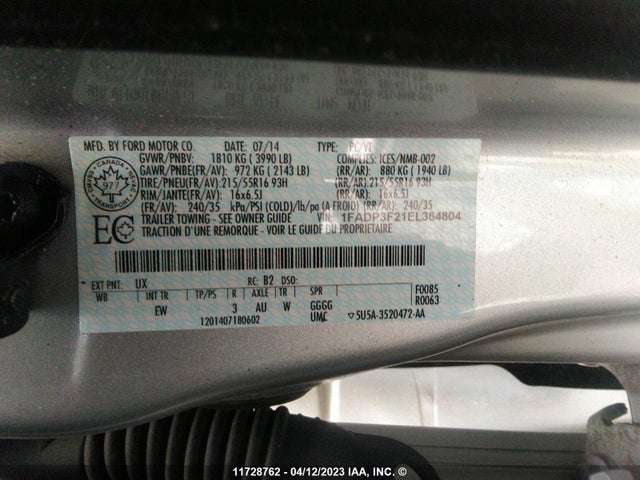 MFD. BY FORD MOTOR CO. DATE: 07/14 TYPE: PC/VT
GVWR/PNBV: 1810 KG ( 3990 LB) COMPLIES: ICES/NMB-002
GAWR/PNBE(FR/AV): 972 KG ( 2143 LB) (RR/AR): 880 KG ( 1940 LB)
TIRE/PNEU(FR/AV): 215/55R16 93H (RR/AR): 215/55R16 93H
RIM/JANTE(FR/AV): 16x6.5J (RR/AR): 16x6.5J
(FR/AV): 240/35 kPa/PSI (COLD)/lb/po (A FROID) (RR/AR): 240/35
TRAILER TOWING - SEE OWNER GUIDE VIN: 1FADP3F21EL364804
TRACTION D'UNE REMORQUE - VOIR GUIDE DU PROPRIETAIRE
CANADA
977
EC
EXT PNT: UX RC: B2 DSO:
WB INT TR TP/PS R AXLE TR SPR F0085
EW 3 AU W GGGG R0063
1201407180602 UMC 5U5A-3520472-AA
11728762 - 04/12/2023 IAA, INC. ©